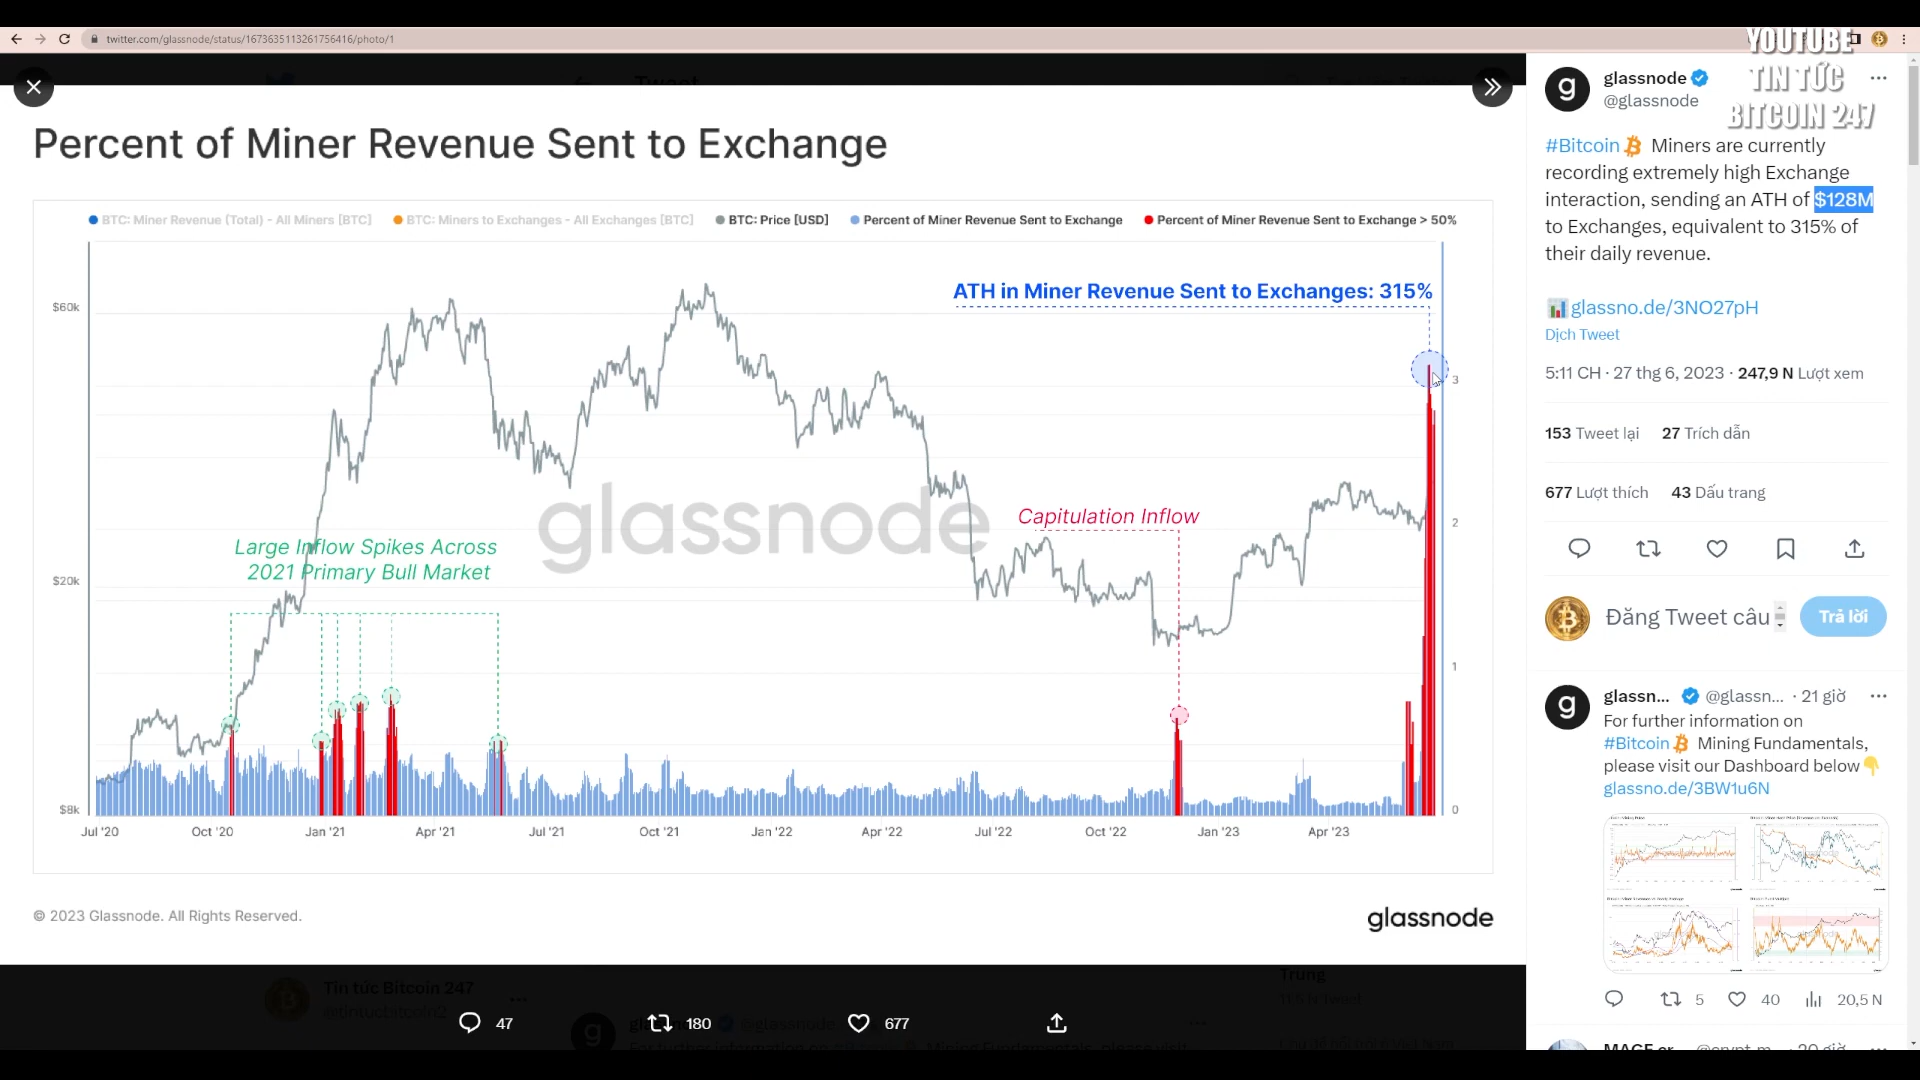 twitter.com/glassnode/status/1673635113261756416/photo/1
YOUTUBE
TIN TỨC
BITCOIN 247
Tweet
Percent of Miner Revenue Sent to Exchange
BTC: Miner Revenue (Total) - All Miners [BTC]
BTC: Miners to Exchanges - All Exchanges [BTC]
BTC: Price [USD]
Percent of Miner Revenue Sent to Exchange
Percent of Miner Revenue Sent to Exchange > 50%
ATH in Miner Revenue Sent to Exchanges: 315%
$60k
3
glassnode
Capitulation Inflow
2
Large Inflow Spikes Across
2021 Primary Bull Market
$20k
1
$8k
0
Jul '20
Oct '20
Jan '21
Apr '21
Jul '21
Oct '21
Jan '22
Apr '22
Jul '22
Oct '22
Jan '23
Apr '23
© 2023 Glassnode. All Rights Reserved.
glassnode
Tin tức Bitcoin 247
Trung
47
180
677
glassnode
@glassnode
#Bitcoin Miners are currently
recording extremely high Exchange
interaction, sending an ATH of $128M
to Exchanges, equivalent to 315% of
their daily revenue.
glassno.de/3NO27pH
Dịch Tweet
5:11 CH · 27 thg 6, 2023 · 247,9 N Lượt xem
153 Tweet lại 27 Trích dẫn
677 Lượt thích 43 Dấu trang
Đăng Tweet câu
Trả lời
glassn... @glassn... · 21 giờ
For further information on
#Bitcoin Mining Fundamentals,
please visit our Dashboard below
glassno.de/3BW1u6N
5
40
20,5 N